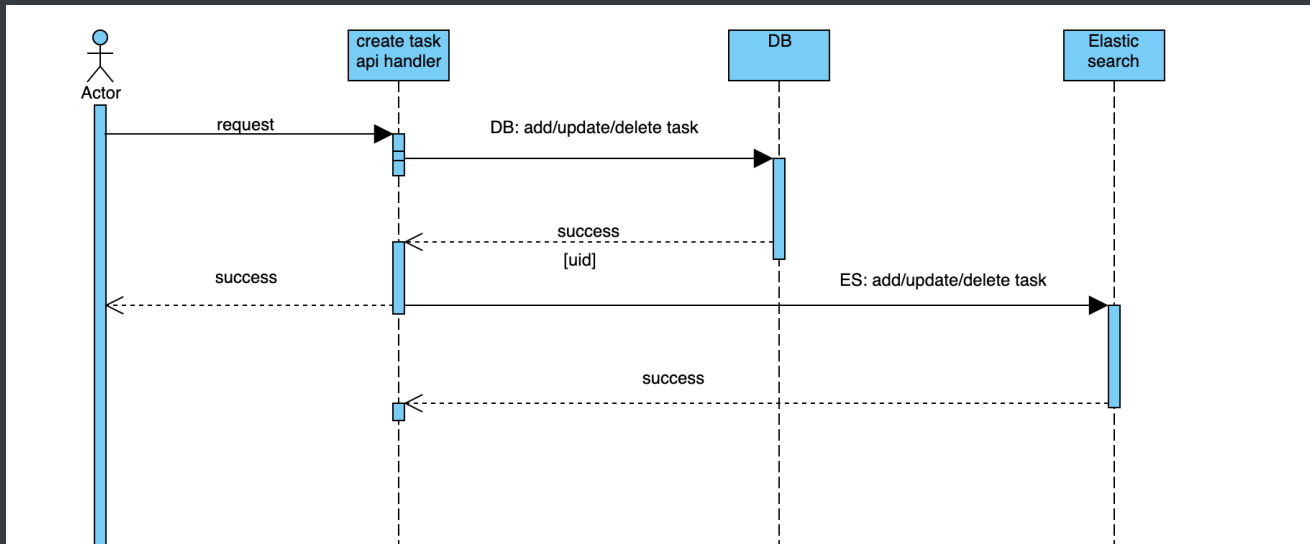 create task
api handler
DB
Elastic
search
Actor
request
DB: add/update/delete task
success
[uid]
success
ES: add/update/delete task
success